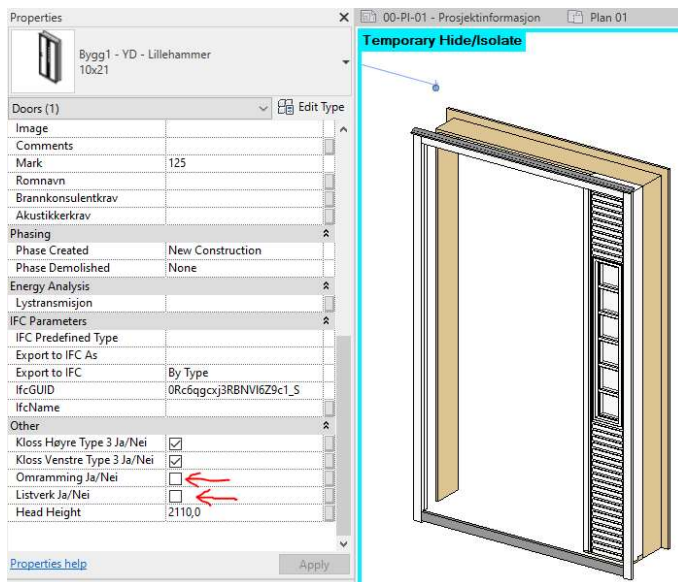 Properties
Bygg1 - YD - Lillehammer
10x21
Doors (1)
Edit Type
Image
Comments
Mark 125
Romnavn
Brannkonsulentkrav
Akustikkerkrav
Phasing
Phase Created New Construction
Phase Demolished None
Energy Analysis
Lystransmisjon
IFC Parameters
IFC Predefined Type
Export to IFC As
Export to IFC By Type
IfcGUID 0Rc6qgcxj3RBNVI6Z9c1_S
IfcName
Other
Kloss Høyre Type 3 Ja/Nei
Kloss Venstre Type 3 Ja/Nei
Omramming Ja/Nei
Listverk Ja/Nei
Head Height 2110,0
Properties help
Apply
00-PI-01 - Prosjektinformasjon
Plan 01
Temporary Hide/Isolate